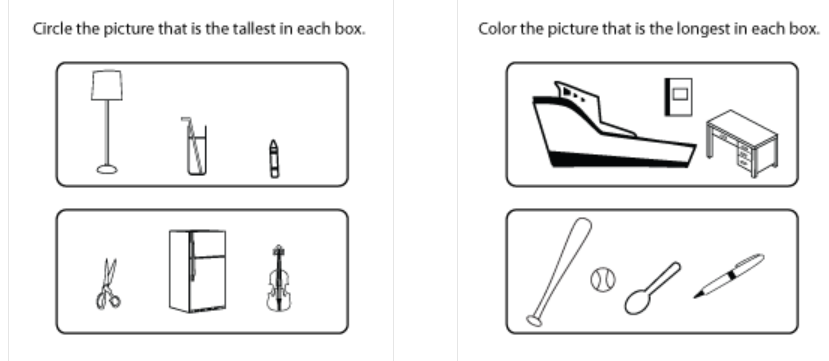 Circle the picture that is the tallest in each box.
Color the picture that is the longest in each box.